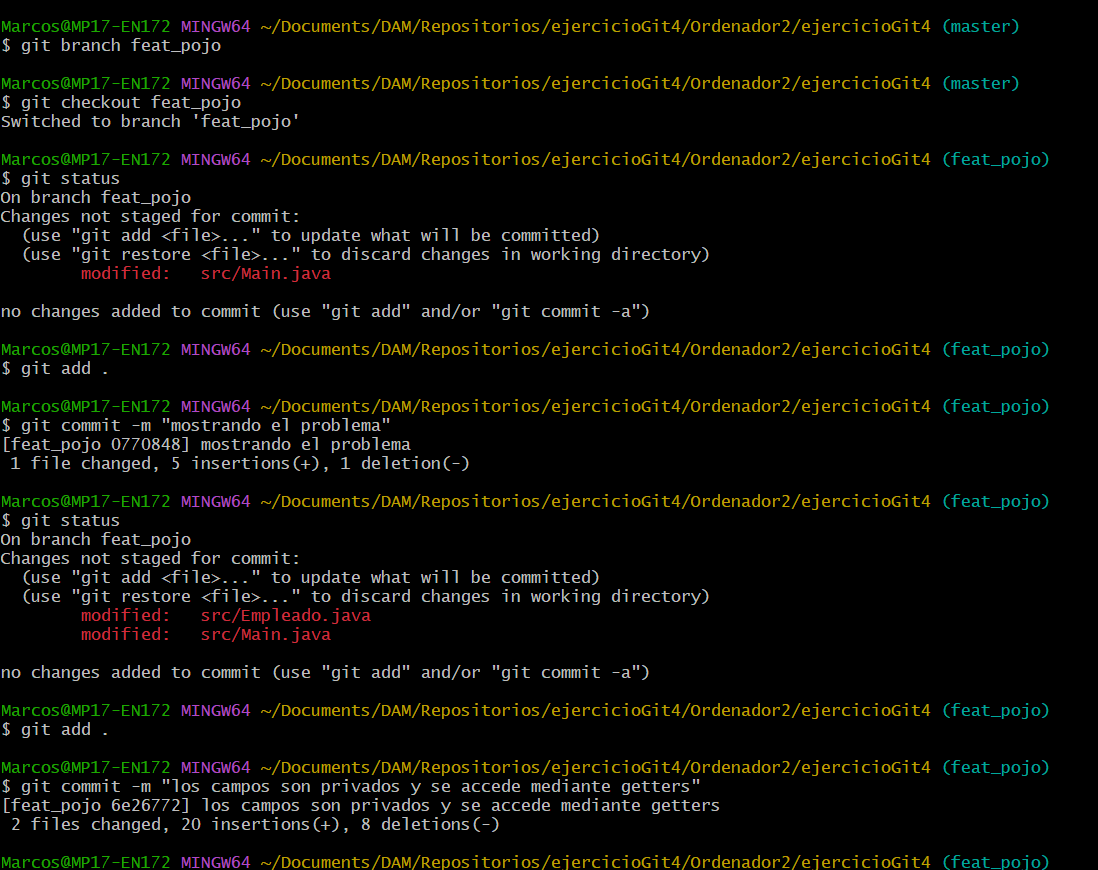 Marcos@MP17-EN172 MINGW64 ~/Documents/DAM/Repositorios/ejercicioGit4/Ordenador2/ejercicioGit4 (master)
$ git branch feat_pojo
Marcos@MP17-EN172 MINGW64 ~/Documents/DAM/Repositorios/ejercicioGit4/Ordenador2/ejercicioGit4 (master)
$ git checkout feat_pojo
Switched to branch 'feat_pojo'
Marcos@MP17-EN172 MINGW64 ~/Documents/DAM/Repositorios/ejercicioGit4/Ordenador2/ejercicioGit4 (feat_pojo)
$ git status
On branch feat_pojo
Changes not staged for commit:
  (use "git add <file>..." to update what will be committed)
  (use "git restore <file>..." to discard changes in working directory)
        modified:   src/Main.java
no changes added to commit (use "git add" and/or "git commit -a")
Marcos@MP17-EN172 MINGW64 ~/Documents/DAM/Repositorios/ejercicioGit4/Ordenador2/ejercicioGit4 (feat_pojo)
$ git add .
Marcos@MP17-EN172 MINGW64 ~/Documents/DAM/Repositorios/ejercicioGit4/Ordenador2/ejercicioGit4 (feat_pojo)
$ git commit -m "mostrando el problema"
[feat_pojo 0770848] mostrando el problema
 1 file changed, 5 insertions(+), 1 deletion(-)
Marcos@MP17-EN172 MINGW64 ~/Documents/DAM/Repositorios/ejercicioGit4/Ordenador2/ejercicioGit4 (feat_pojo)
$ git status
On branch feat_pojo
Changes not staged for commit:
  (use "git add <file>..." to update what will be committed)
  (use "git restore <file>..." to discard changes in working directory)
        modified:   src/Empleado.java
        modified:   src/Main.java
no changes added to commit (use "git add" and/or "git commit -a")
Marcos@MP17-EN172 MINGW64 ~/Documents/DAM/Repositorios/ejercicioGit4/Ordenador2/ejercicioGit4 (feat_pojo)
$ git add .
Marcos@MP17-EN172 MINGW64 ~/Documents/DAM/Repositorios/ejercicioGit4/Ordenador2/ejercicioGit4 (feat_pojo)
$ git commit -m "los campos son privados y se accede mediante getters"
[feat_pojo 6e26772] los campos son privados y se accede mediante getters
 2 files changed, 20 insertions(+), 8 deletions(-)
Marcos@MP17-EN172 MINGW64 ~/Documents/DAM/Repositorios/ejercicioGit4/Ordenador2/ejercicioGit4 (feat_pojo)